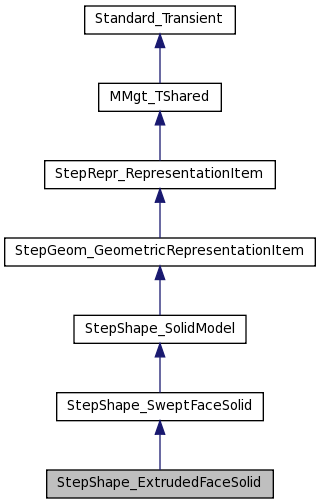 Standard_Transient
MMgt_TShared
StepRepr_RepresentationItem
StepGeom_GeometricRepresentationItem
StepShape_SolidModel
StepShape_SweptFaceSolid
StepShape_ExtrudedFaceSolid